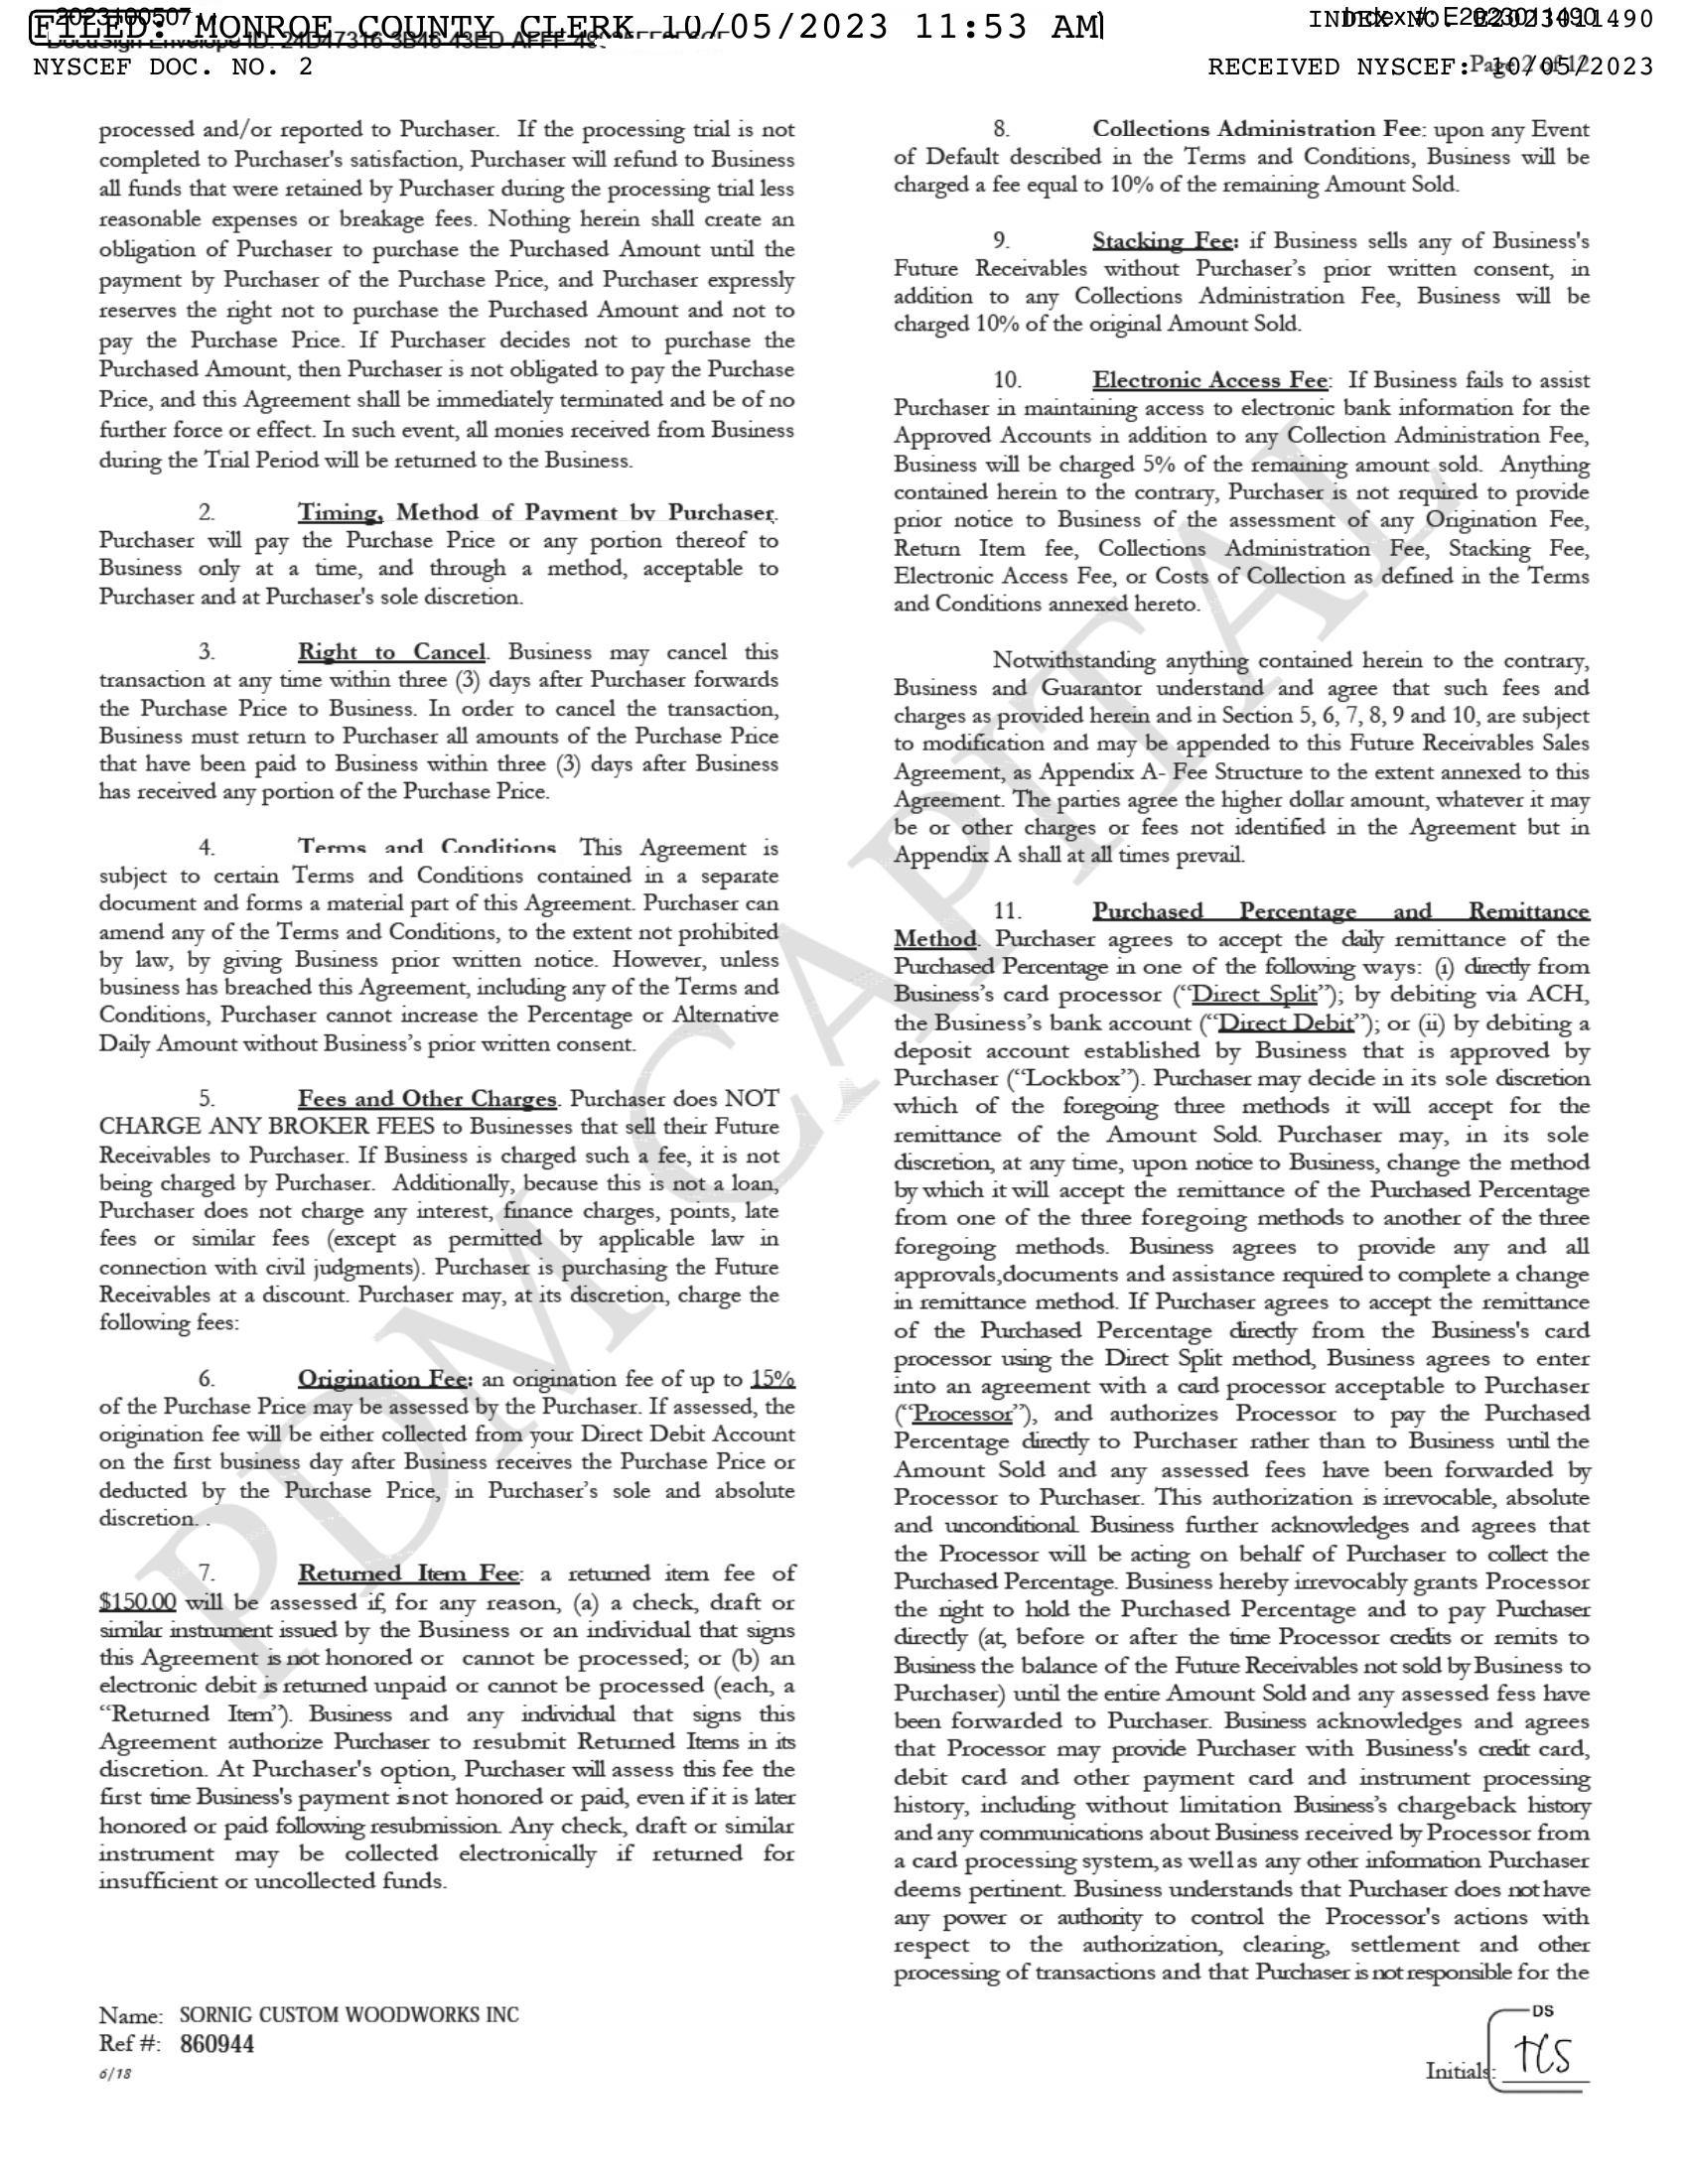 2023100507
FILED: MONROE COUNTY CLERK 10/05/2023 11:53 AM
INDEX NO. E2023011490
Index #: E2023011490
DocuSign Envelope ID:
NYSCEF DOC. NO. 2
RECEIVED NYSCEF: 10/05/2023
Page 2 of 12
processed and/or reported to Purchaser. If the processing trial is not
completed to Purchaser's satisfaction, Purchaser will refund to Business
all funds that were retained by Purchaser during the processing trial less
reasonable expenses or breakage fees. Nothing herein shall create an
obligation of Purchaser to purchase the Purchased Amount until the
payment by Purchaser of the Purchase Price, and Purchaser expressly
reserves the right not to purchase the Purchased Amount and not to
pay the Purchase Price. If Purchaser decides not to purchase the
Purchased Amount, then Purchaser is not obligated to pay the Purchase
Price, and this Agreement shall be immediately terminated and be of no
further force or effect. In such event, all monies received from Business
during the Trial Period will be returned to the Business.
2. Timing, Method of Payment by Purchaser.
Purchaser will pay the Purchase Price or any portion thereof to
Business only at a time, and through a method, acceptable to
Purchaser and at Purchaser's sole discretion.
3. Right to Cancel. Business may cancel this
transaction at any time within three (3) days after Purchaser forwards
the Purchase Price to Business. In order to cancel the transaction,
Business must return to Purchaser all amounts of the Purchase Price
that have been paid to Business within three (3) days after Business
has received any portion of the Purchase Price.
4. Terms and Conditions. This Agreement is
subject to certain Terms and Conditions contained in a separate
document and forms a material part of this Agreement. Purchaser can
amend any of the Terms and Conditions, to the extent not prohibited
by law, by giving Business prior written notice. However, unless
business has breached this Agreement, including any of the Terms and
Conditions, Purchaser cannot increase the Percentage or Alternative
Daily Amount without Business's prior written consent.
5. Fees and Other Charges. Purchaser does NOT
CHARGE ANY BROKER FEES to Businesses that sell their Future
Receivables to Purchaser. If Business is charged such a fee, it is not
being charged by Purchaser. Additionally, because this is not a loan,
Purchaser does not charge any interest, finance charges, points, late
fees or similar fees (except as permitted by applicable law in
connection with civil judgments). Purchaser is purchasing the Future
Receivables at a discount. Purchaser may, at its discretion, charge the
following fees:
6. Origination Fee: an origination fee of up to 15%
of the Purchase Price may be assessed by the Purchaser. If assessed, the
origination fee will be either collected from your Direct Debit Account
on the first business day after Business receives the Purchase Price or
deducted by the Purchase Price, in Purchaser's sole and absolute
discretion. .
7. Returned Item Fee: a returned item fee of
$150.00 will be assessed if, for any reason, (a) a check, draft or
similar instrument issued by the Business or an individual that signs
this Agreement is not honored or cannot be processed; or (b) an
electronic debit is returned unpaid or cannot be processed (each, a
“Returned Item”). Business and any individual that signs this
Agreement authorize Purchaser to resubmit Returned Items in its
discretion. At Purchaser's option, Purchaser will assess this fee the
first time Business's payment is not honored or paid, even if it is later
honored or paid following resubmission. Any check, draft or similar
instrument may be collected electronically if returned for
insufficient or uncollected funds.
8. Collections Administration Fee: upon any Event
of Default described in the Terms and Conditions, Business will be
charged a fee equal to 10% of the remaining Amount Sold.
9. Stacking Fee: if Business sells any of Business's
Future Receivables without Purchaser's prior written consent, in
addition to any Collections Administration Fee, Business will be
charged 10% of the original Amount Sold.
10. Electronic Access Fee: If Business fails to assist
Purchaser in maintaining access to electronic bank information for the
Approved Accounts in addition to any Collection Administration Fee,
Business will be charged 5% of the remaining amount sold. Anything
contained herein to the contrary, Purchaser is not required to provide
prior notice to Business of the assessment of any Origination Fee,
Return Item fee, Collections Administration Fee, Stacking Fee,
Electronic Access Fee, or Costs of Collection as defined in the Terms
and Conditions annexed hereto.
Notwithstanding anything contained herein to the contrary,
Business and Guarantor understand and agree that such fees and
charges as provided herein and in Section 5, 6, 7, 8, 9 and 10, are subject
to modification and may be appended to this Future Receivables Sales
Agreement, as Appendix A- Fee Structure to the extent annexed to this
Agreement. The parties agree the higher dollar amount, whatever it may
be or other charges or fees not identified in the Agreement but in
Appendix A shall at all times prevail.
11. Purchased Percentage and Remittance
Method. Purchaser agrees to accept the daily remittance of the
Purchased Percentage in one of the following ways: (i) directly from
Business's card processor (“Direct Split”); by debiting via ACH,
the Business's bank account (“Direct Debit”); or (ii) by debiting a
deposit account established by Business that is approved by
Purchaser (“Lockbox”). Purchaser may decide in its sole discretion
which of the foregoing three methods it will accept for the
remittance of the Amount Sold. Purchaser may, in its sole
discretion, at any time, upon notice to Business, change the method
by which it will accept the remittance of the Purchased Percentage
from one of the three foregoing methods to another of the three
foregoing methods. Business agrees to provide any and all
approvals,documents and assistance required to complete a change
in remittance method. If Purchaser agrees to accept the remittance
of the Purchased Percentage directly from the Business's card
processor using the Direct Split method, Business agrees to enter
into an agreement with a card processor acceptable to Purchaser
(“Processor”), and authorizes Processor to pay the Purchased
Percentage directly to Purchaser rather than to Business until the
Amount Sold and any assessed fees have been forwarded by
Processor to Purchaser. This authorization is irrevocable, absolute
and unconditional. Business further acknowledges and agrees that
the Processor will be acting on behalf of Purchaser to collect the
Purchased Percentage. Business hereby irrevocably grants Processor
the right to hold the Purchased Percentage and to pay Purchaser
directly (at, before or after the time Processor credits or remits to
Business the balance of the Future Receivables not sold by Business to
Purchaser) until the entire Amount Sold and any assessed fess have
been forwarded to Purchaser. Business acknowledges and agrees
that Processor may provide Purchaser with Business's credit card,
debit card and other payment card and instrument processing
history, including without limitation Business's chargeback history
and any communications about Business received by Processor from
a card processing system, as well as any other information Purchaser
deems pertinent. Business understands that Purchaser does not have
any power or authority to control the Processor's actions with
respect to the authorization, clearing, settlement and other
processing of transactions and that Purchaser is not responsible for the
PDM CAPITAL
Name: SORNIG CUSTOM WOODWORKS INC
Ref #: 860944
6/18
DS
Initials: TCS